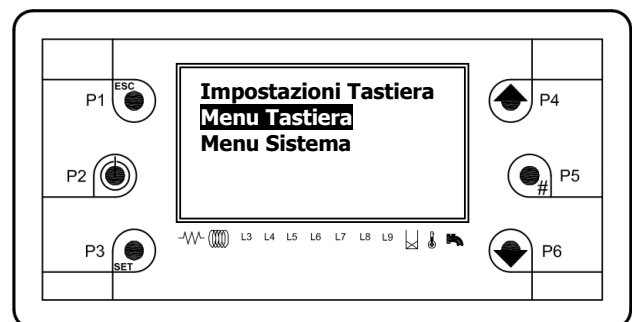 ESC
P1
P2
P3
SET
Impostazioni Tastiera
Menu Tastiera
Menu Sistema
L3 L4 L5 L6 L7 L8 L9
P4
P5
#
P6